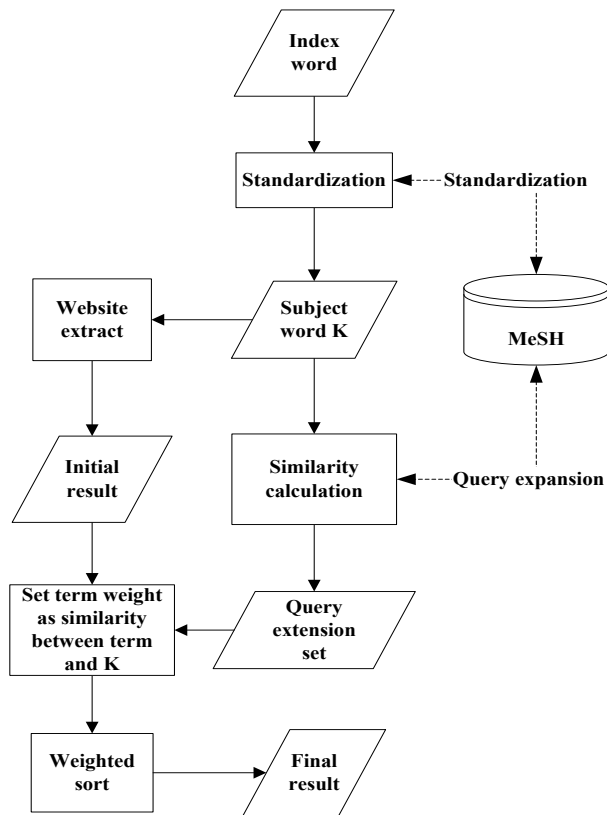 Index
word
Standardization
Standardization
Website
extract
Subject
word K
MeSH
Initial
result
Similarity
calculation
Query expansion
Set term weight
as similarity
between term
and K
Query
extension
set
Weighted
sort
Final
result